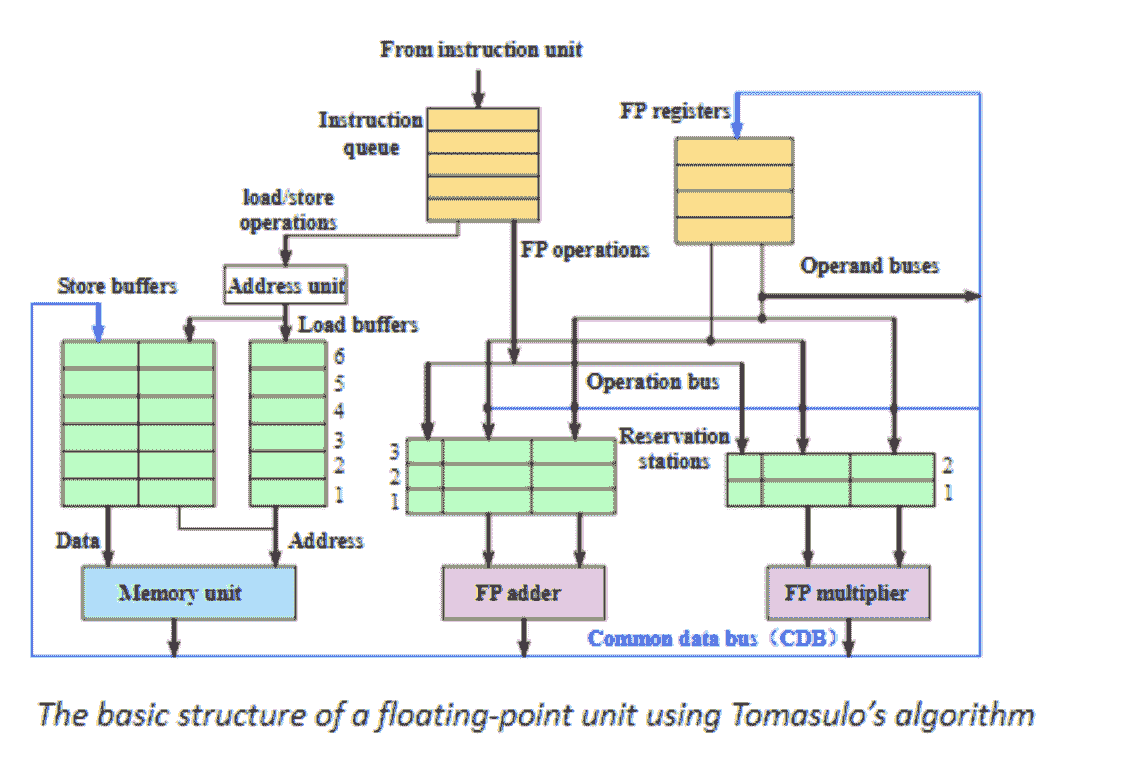 From instruction unit
Instruction
queue
FP registers
load/store
operations
FP operations
Operand buses
Store buffers
Address unit
Load buffers
6
5
4
3
2
1
Operation bus
Reservation
stations
3
2
1
2
1
Data
Address
Memory unit
FP adder
FP multiplier
Common data bus（CDB）
The basic structure of a floating-point unit using Tomasulo's algorithm